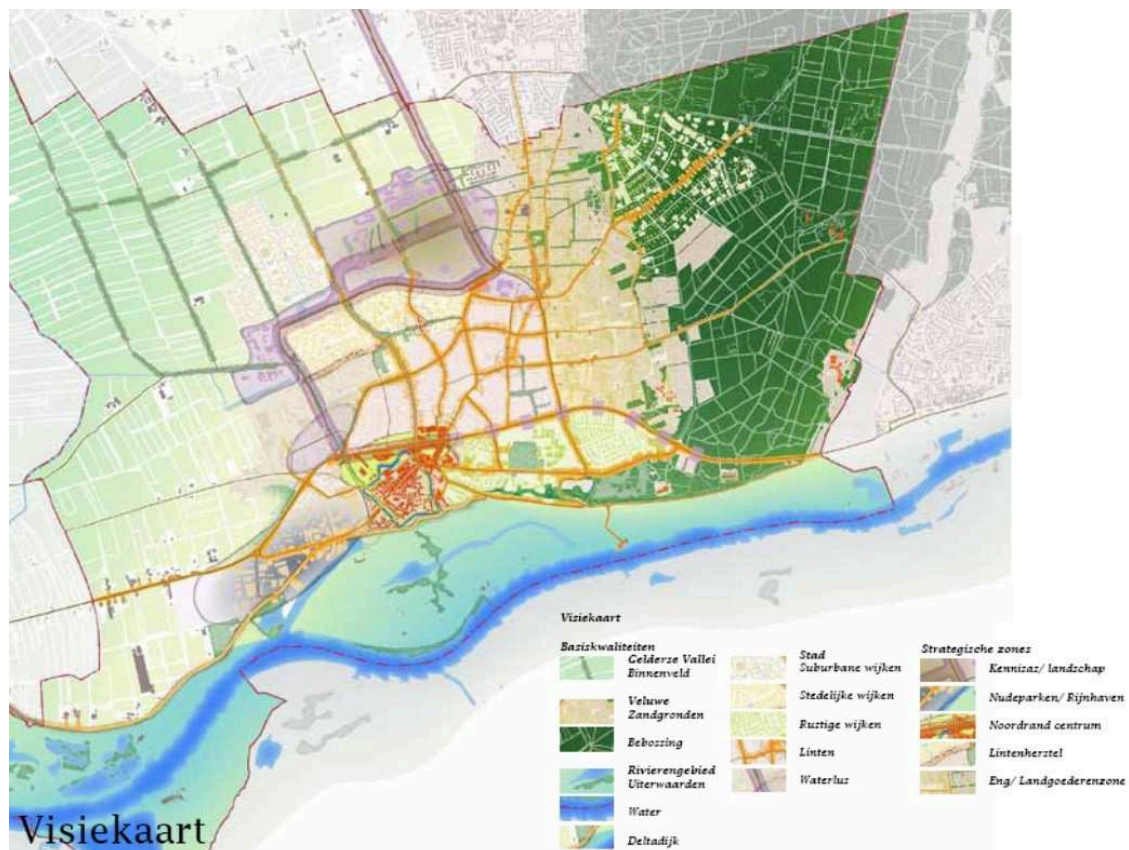 Visiekaart
Basiskwaliteiten
Gelderse Vallei
Binnenveld
Veluwe
Zandgronden
Bebossing
Rivierengebied
Uiterwaarden
Water
Deltadijk
Stad
Suburbane wijken
Stedelijke wijken
Rustige wijken
Linten
Waterlus
Strategische zones
Kennisas/ landschap
Nudeparken/ Rijnhaven
Noordrand centrum
Lintenherstel
Eng/ Landgoederenzone
Visiekaart